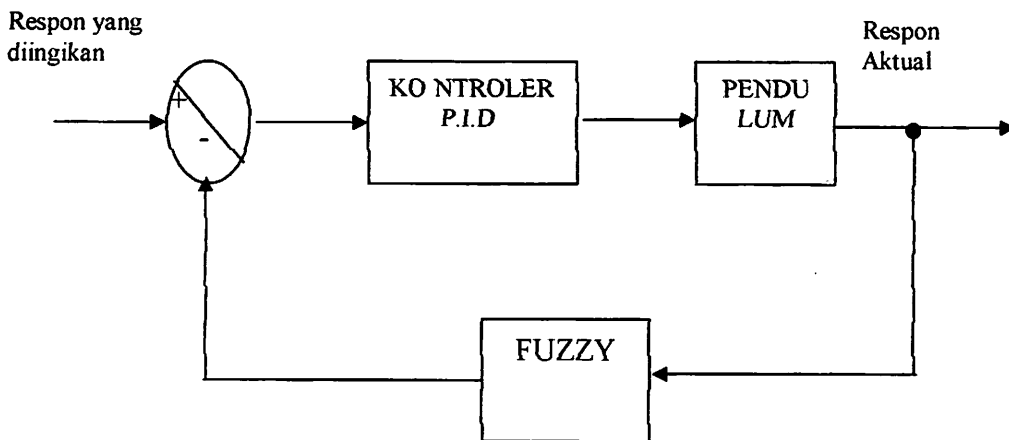 Respon yang
diingikan
Respon
Aktual
+
-
KO NTROLER
P.I.D
PENDU
LUM
FUZZY